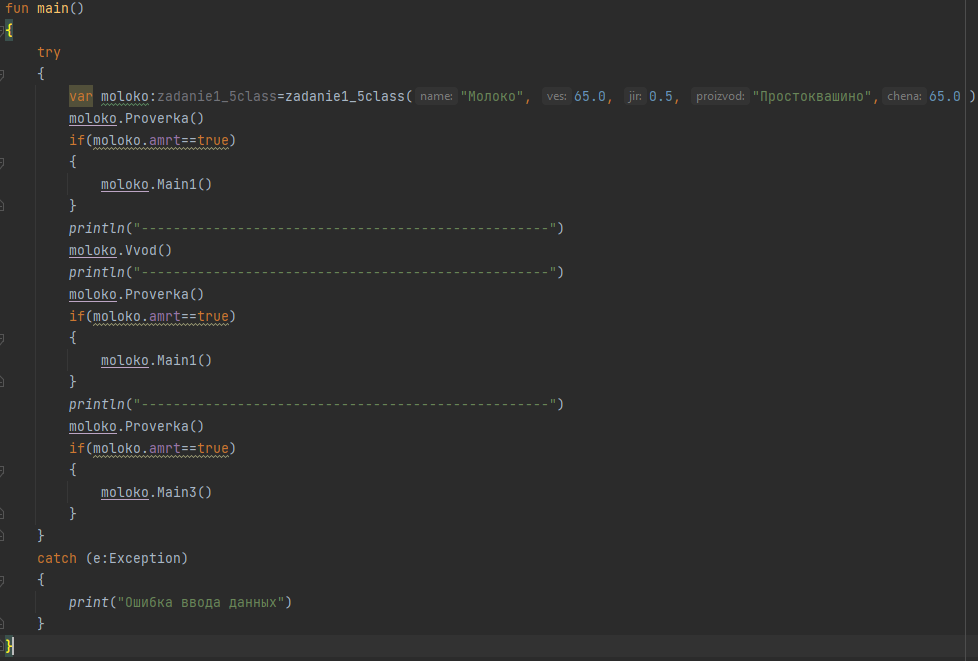 fun main()
{
try
{
var moloko:zadanie1_5class=zadanie1_5class( name: "Молоко", ves: 65.0, jir: 0.5, proizvod: "Простоквашино", chena: 65.0 )
moloko.Proverka()
if(moloko.amrt==true)
{
moloko.Main1()
}
println("---------------------------------------------------")
moloko.Vvod()
println("---------------------------------------------------")
moloko.Proverka()
if(moloko.amrt==true)
{
moloko.Main1()
}
println("---------------------------------------------------")
moloko.Proverka()
if(moloko.amrt==true)
{
moloko.Main3()
}
}
catch (e:Exception)
{
print("Ошибка ввода данных")
}
}